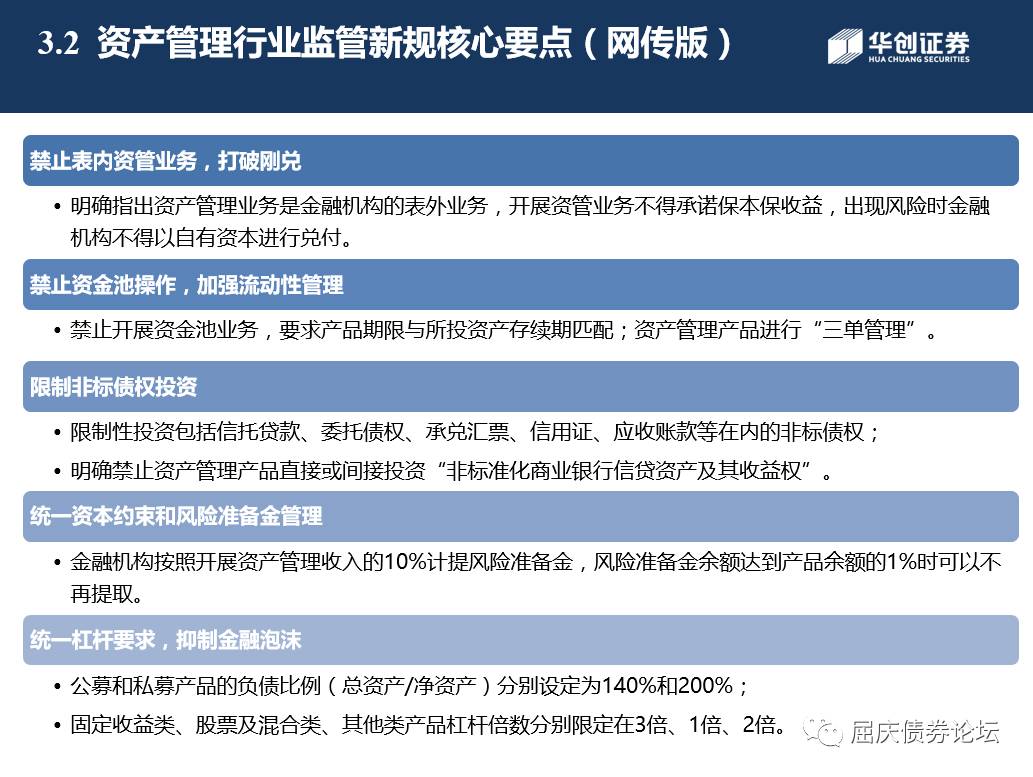 3.2 资产管理行业监管新规核心要点（网传版）
华创证券
HUA CHUANG SECURITIES
禁止表内资管业务，打破刚兑
• 明确指出资产管理业务是金融机构的表外业务，开展资管业务不得承诺保本保收益，出现风险时金融
机构不得以自有资本进行兑付。
禁止资金池操作，加强流动性管理
• 禁止开展资金池业务，要求产品期限与所投资产存续期匹配；资产管理产品进行“三单管理”。
限制非标债权投资
• 限制性投资包括信托贷款、委托债权、承兑汇票、信用证、应收账款等在内的非标债权；
• 明确禁止资产管理产品直接或间接投资“非标准化商业银行信贷资产及其收益权”。
统一资本约束和风险准备金管理
• 金融机构按照开展资产管理收入的10%计提风险准备金，风险准备金余额达到产品余额的1%时可以不
再提取。
统一杠杆要求，抑制金融泡沫
• 公募和私募产品的负债比例（总资产/净资产）分别设定为140%和200%；
• 固定收益类、股票及混合类、其他类产品杠杆倍数分别限定在3倍、1倍、2倍。
屈庆债券论坛